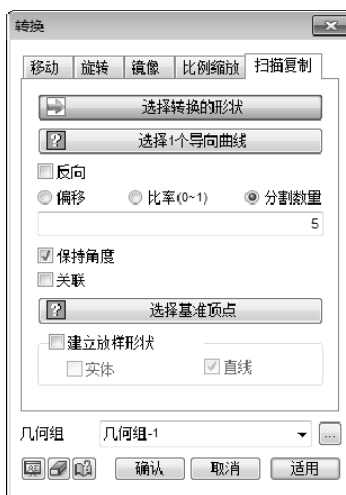 转换
移动 旋转 镜像 比例缩放 扫描复制
选择转换的形状
选择1个导向曲线
反向
偏移 比率(0~1) 分割数量
5
保持角度
关联
选择基准顶点
建立放样形状
实体 直线
几何组 几何组-1 ...
确认 取消 适用